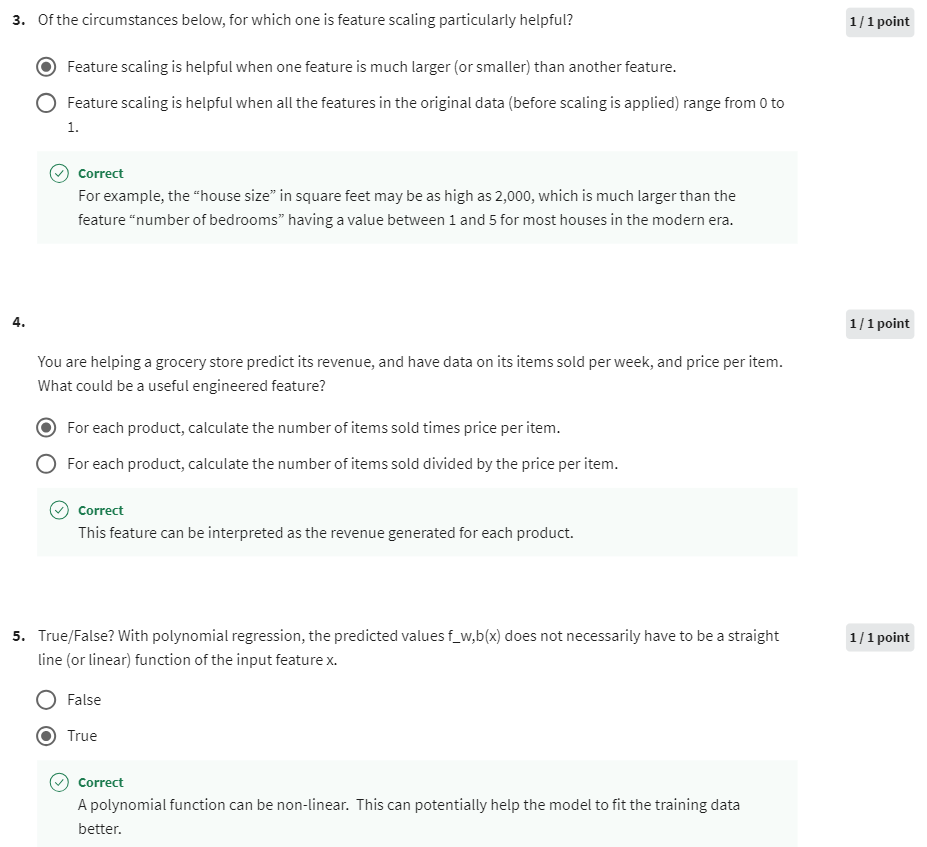 3. Of the circumstances below, for which one is feature scaling particularly helpful?
1 / 1 point
Feature scaling is helpful when one feature is much larger (or smaller) than another feature.
Feature scaling is helpful when all the features in the original data (before scaling is applied) range from 0 to
1.
Correct
For example, the “house size” in square feet may be as high as 2,000, which is much larger than the
feature “number of bedrooms” having a value between 1 and 5 for most houses in the modern era.
4.
1 / 1 point
You are helping a grocery store predict its revenue, and have data on its items sold per week, and price per item.
What could be a useful engineered feature?
For each product, calculate the number of items sold times price per item.
For each product, calculate the number of items sold divided by the price per item.
Correct
This feature can be interpreted as the revenue generated for each product.
5. True/False? With polynomial regression, the predicted values f_w,b(x) does not necessarily have to be a straight
1 / 1 point
line (or linear) function of the input feature x.
False
True
Correct
A polynomial function can be non-linear. This can potentially help the model to fit the training data
better.